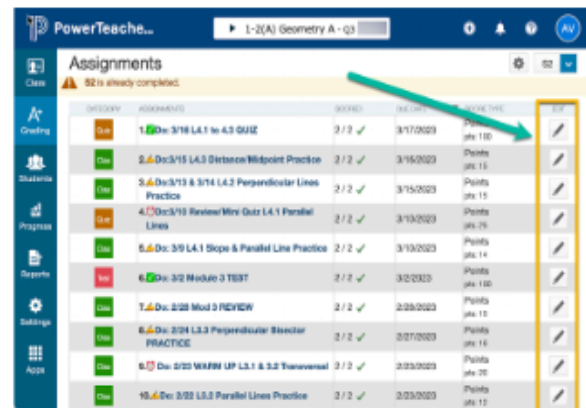 PowerTeache...
1-2(A) Geometry A - Q3
AV
Assignments
S2
S2 is already completed.
Class
Grading
Students
Progress
Reports
Settings
Apps
CATEGORY ASSIGNMENTS SCORED DUE DATE SCORE TYPE EDIT
1. Do: 3/16 L4.1 to 4.3 QUIZ 2/2 3/17/2023 Points
pts: 100
2. Do:3/15 L4.3 Distance/Midpoint Practice 2/2 3/16/2023 Points
pts: 15
3. Do:3/13 & 3/14 L4.2 Perpendicular Lines
Practice 2/2 3/15/2023 Points
pts: 15
4. Do:3/10 Review/Mini Quiz L4.1 Parallel
Lines 2/2 3/10/2023 Points
pts: 25
5. Do: 3/9 L4.1 Slope & Parallel Line Practice 2/2 3/10/2023 Points
pts: 14
Test
6. Do: 3/2 Module 3 TEST 2/2 3/2/2023 Points
pts: 100
7. Do: 2/28 Mod 3 REVIEW 2/2 2/28/2023 Points
pts: 15
8. Do: 2/24 L3.3 Perpendicular Bisector
PRACTICE 2/2 2/27/2023 Points
pts: 16
9. Do: 2/23 WARM UP L3.1 & 3.2 Transversal 2/2 2/23/2023 Points
pts: 20
10. Do: 2/22 L3.2 Parallel Lines Practice 2/2 2/23/2023 Points
pts: 12